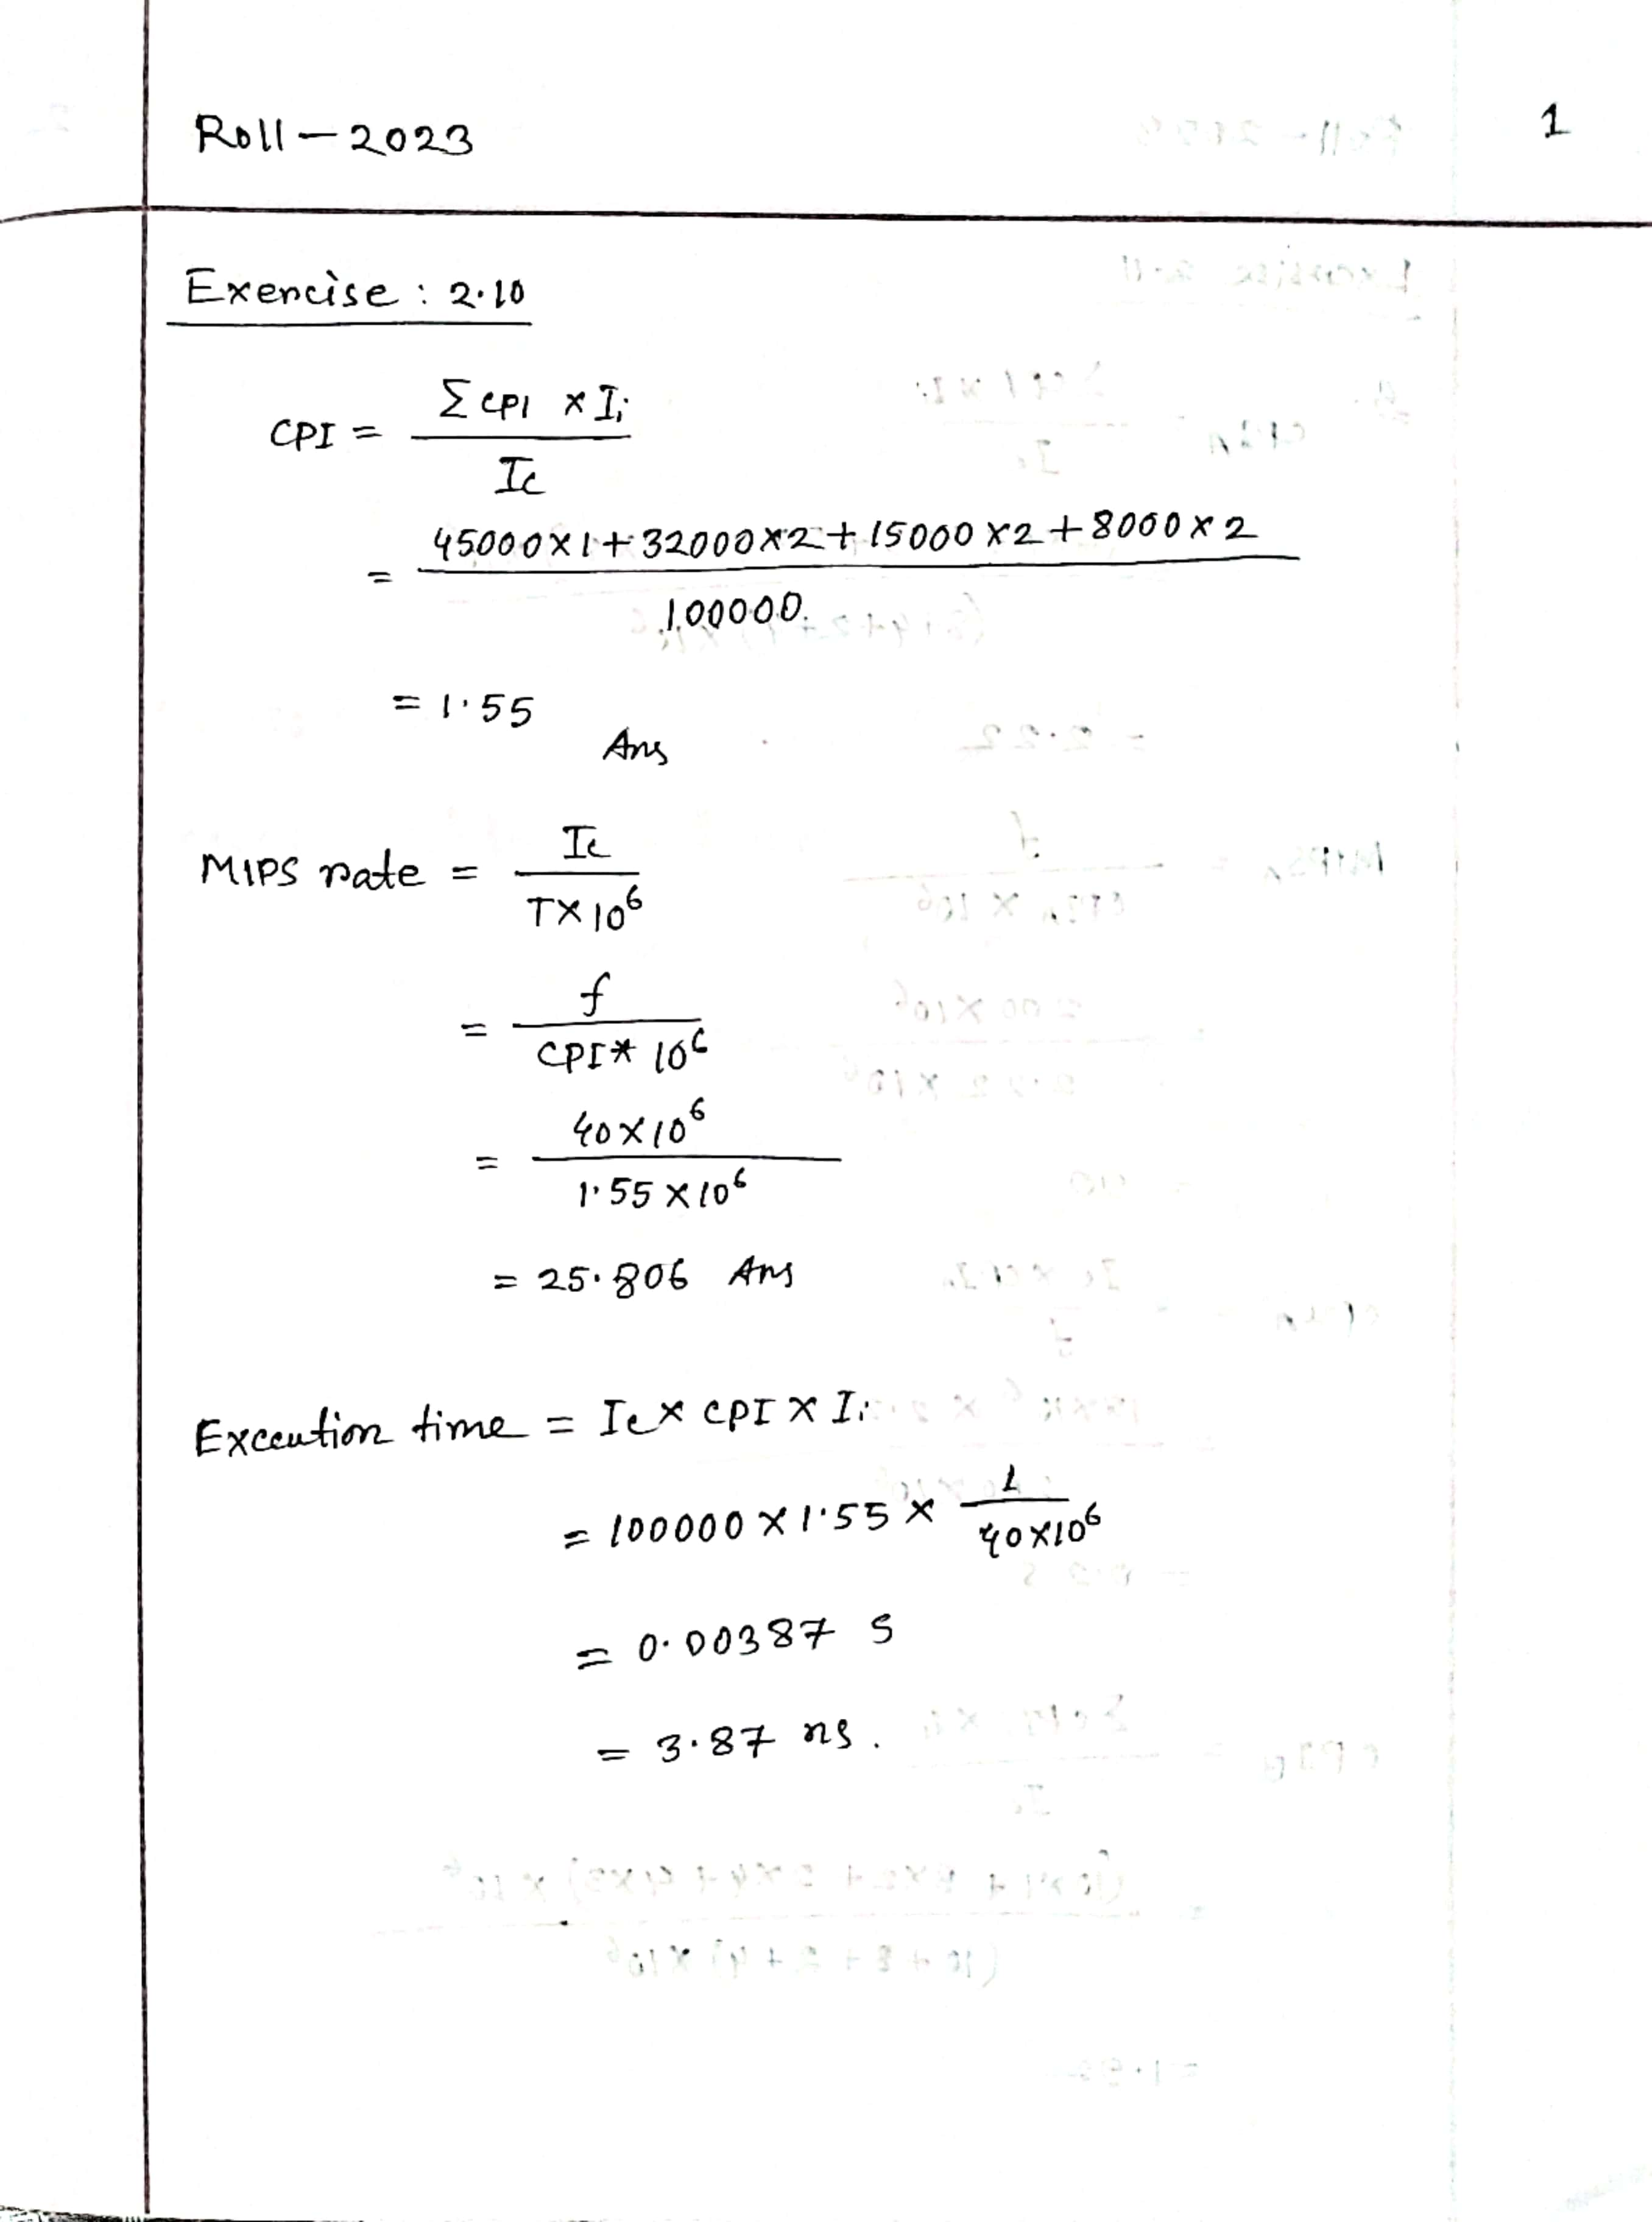 Roll-2023
1
Exercise : 2.10
CPI = Σ CPI × Ii / Ic
= 45000×1+32000×2+15000×2+8000×2 / 100000
= 1.55
Ans
MIPS rate = Ic / T×10^6
= f / CPI* 10^6
= 40×10^6 / 1.55×10^6
= 25.806 Ans
Execution time = Ic× CPI × Ii
= 100000 × 1.55 × 1 / 40×10^6
= 0.00387 s
= 3.87 ns.